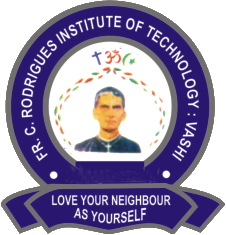 FR. C. RODRIGUES INSTITUTE OF TECHNOLOGY : VASHI
LOVE YOUR NEIGHBOUR
AS YOURSELF